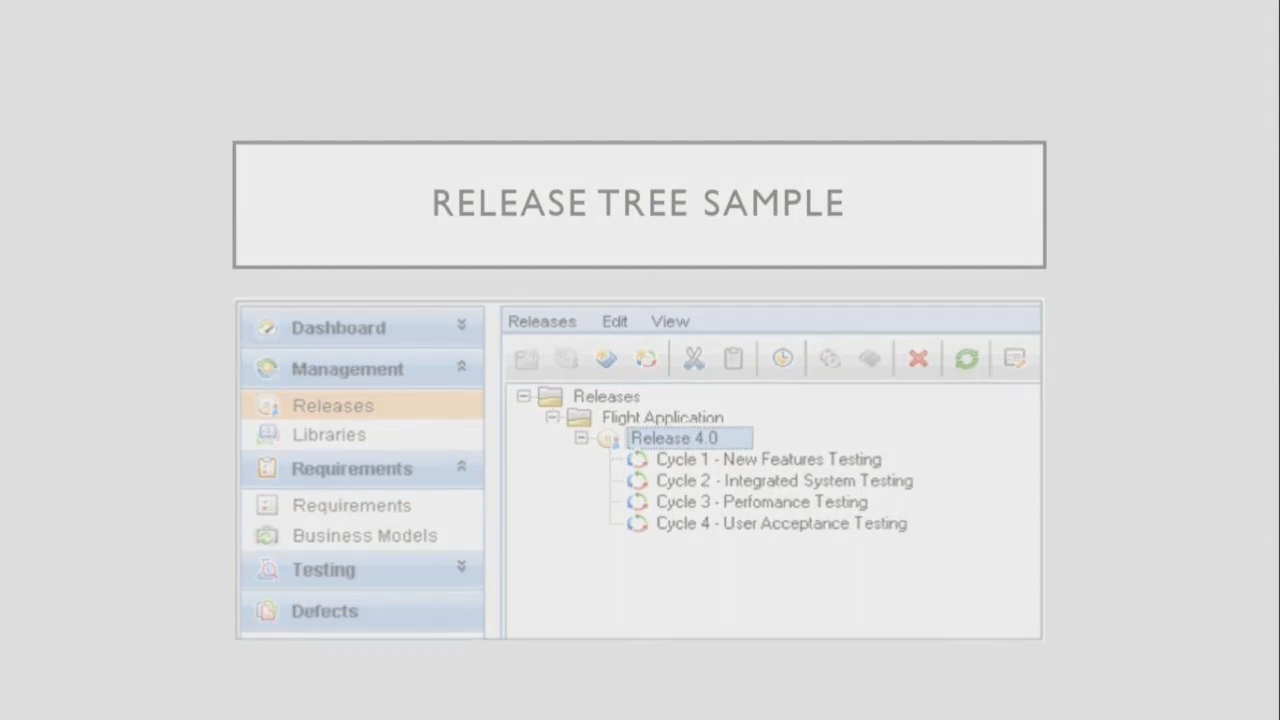 RELEASE TREE SAMPLE
Dashboard
Management
Releases
Libraries
Requirements
Requirements
Business Models
Testing
Defects
Releases Edit View
Releases
Flight Application
Release 4.0
Cycle 1 - New Features Testing
Cycle 2 - Integrated System Testing
Cycle 3 - Perfomance Testing
Cycle 4 - User Acceptance Testing